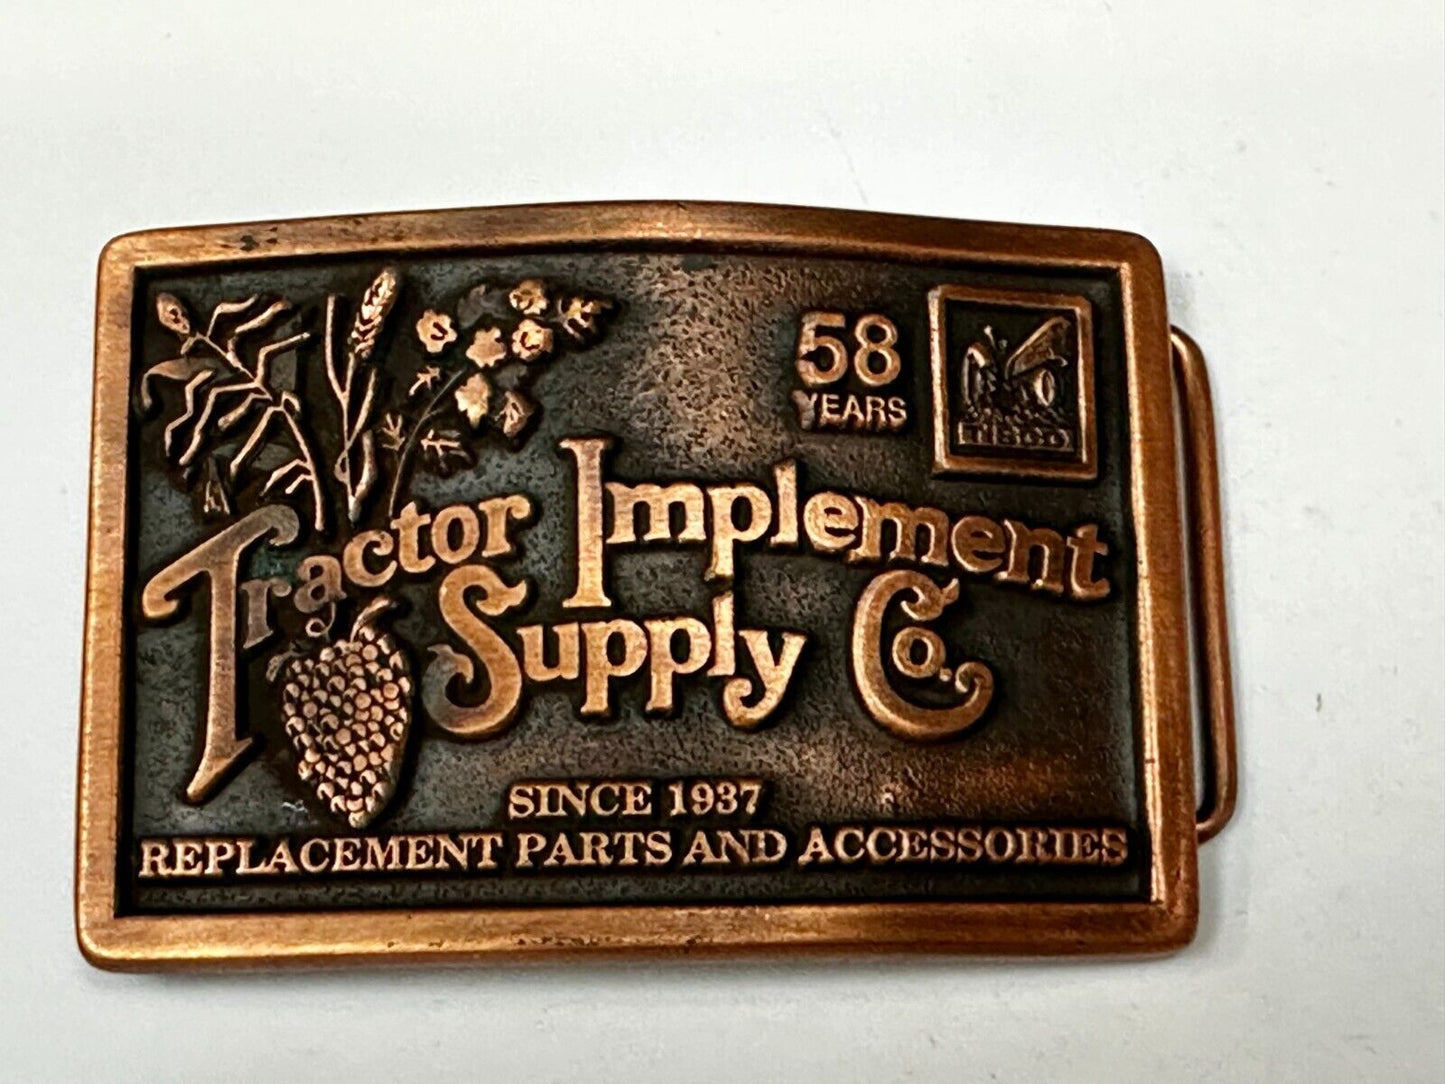 58
YEARS
TISCO
Tractor Implement
Supply Co.
SINCE 1937
REPLACEMENT PARTS AND ACCESSORIES